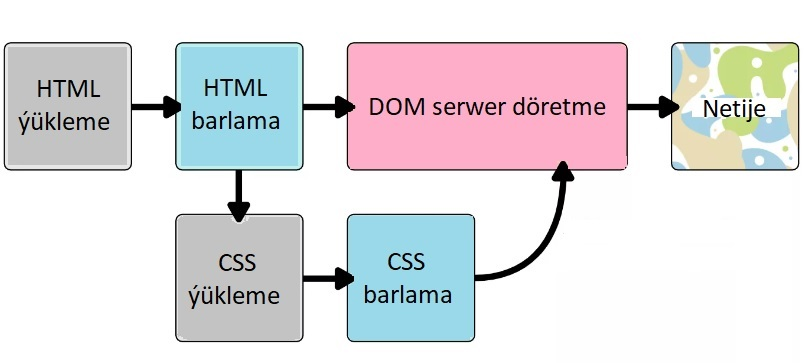 HTML
ýükleme
HTML
barlama
DOM serwer döretme
Netije
CSS
ýükleme
CSS
barlama